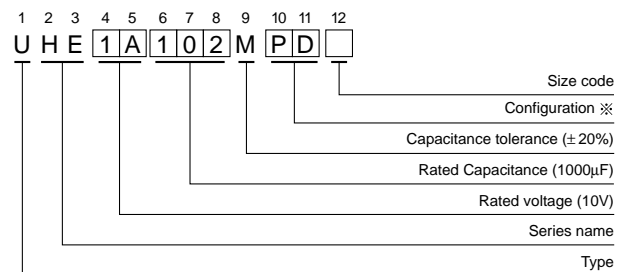 1 2 3 4 5 6 7 8 9 10 11 12
U H E 1 A 1 0 2 M P D
Size code
Configuration ※
Capacitance tolerance (±20%)
Rated Capacitance (1000µF)
Rated voltage (10V)
Series name
Type